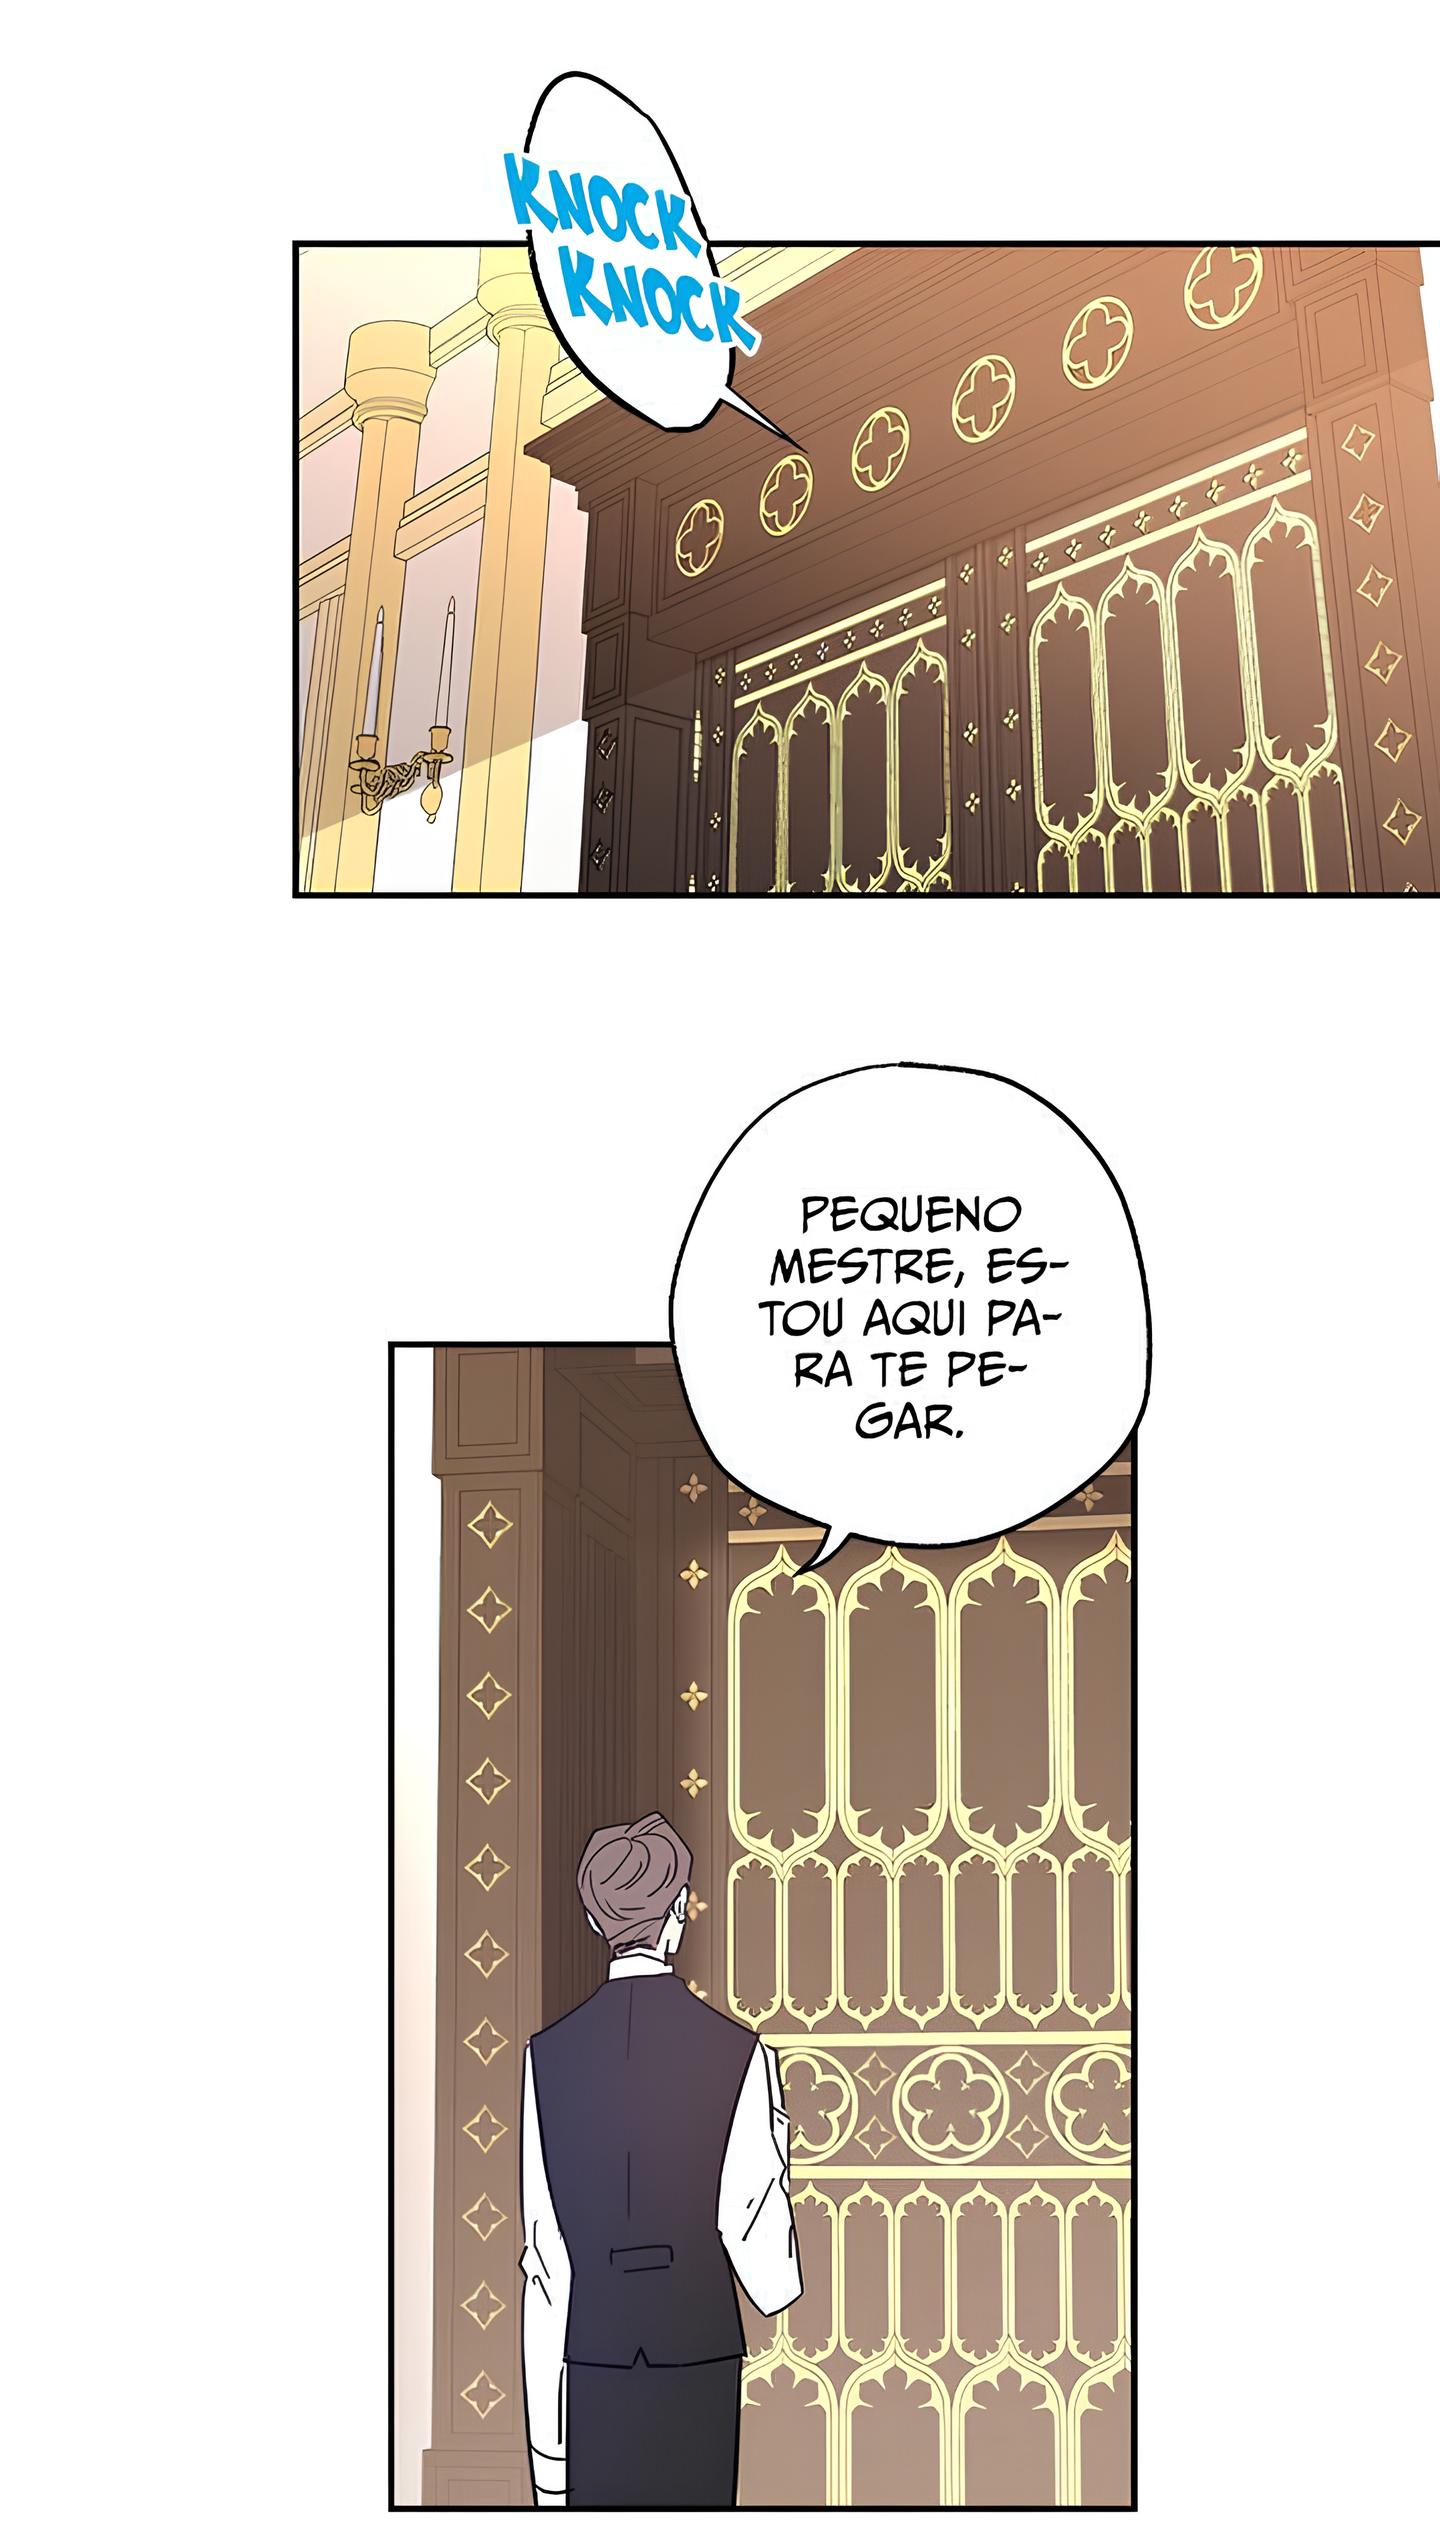 KNOCK
KNOCK
PEQUENO
MESTRE, ES-
TOU AQUI PA-
RA TE PE-
GAR.